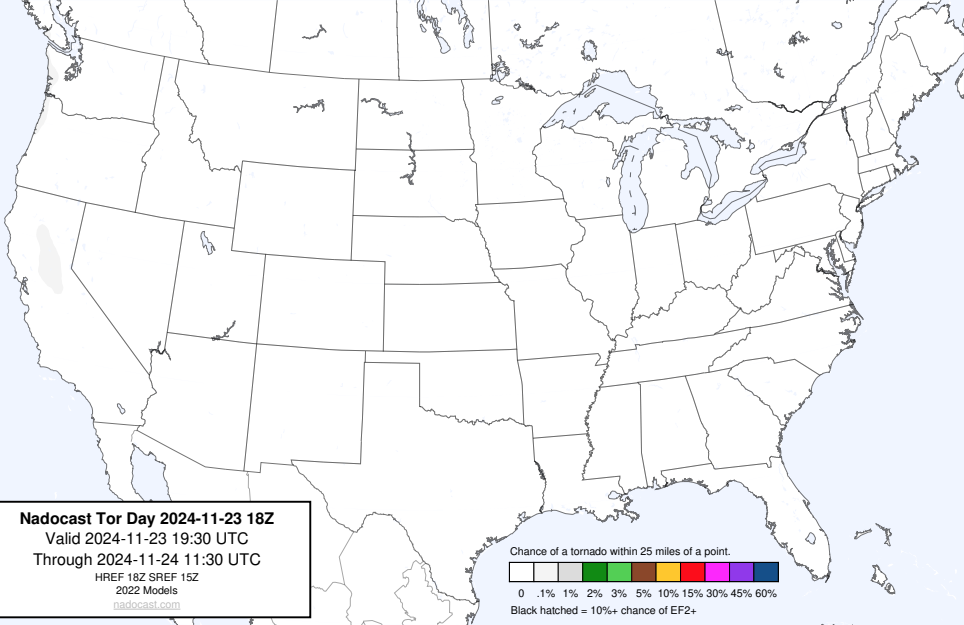 Nadocast Tor Day 2024-11-23 18Z
Valid 2024-11-23 19:30 UTC
Through 2024-11-24 11:30 UTC
HREF 18Z SREF 15Z
2022 Models
nadocast.com
Chance of a tornado within 25 miles of a point.
0 .1% 1% 2% 3% 5% 10% 15% 30% 45% 60%
Black hatched = 10%+ chance of EF2+